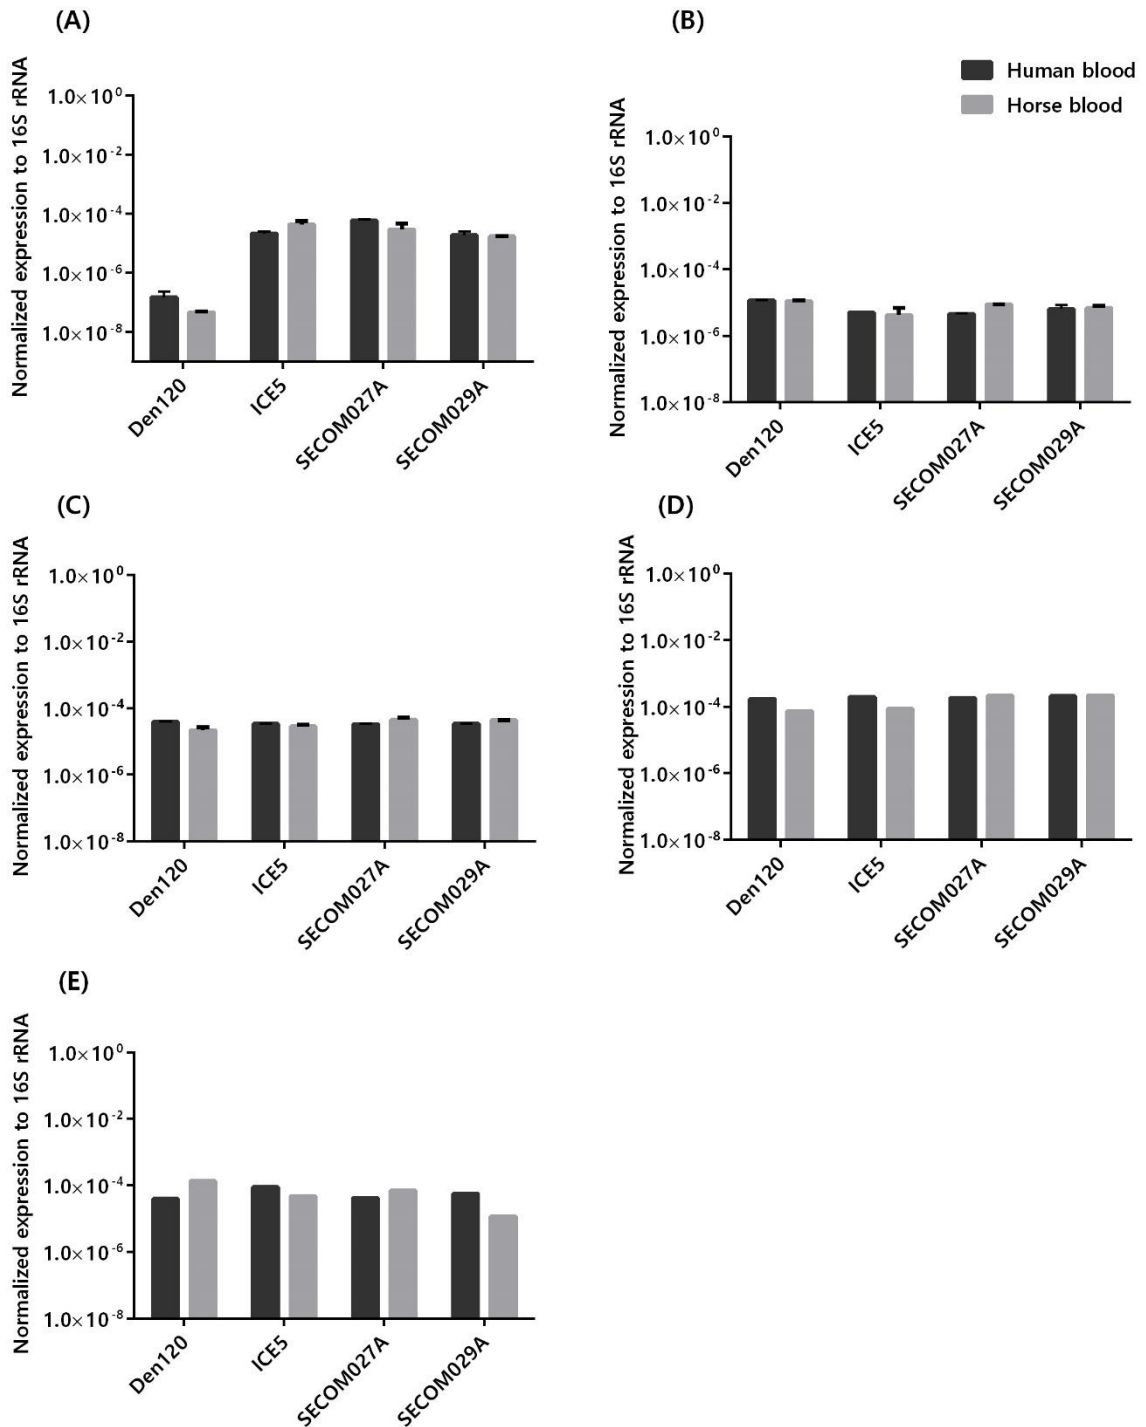 (A)
Normalized expression to 16S rRNA
1.0×10⁰
1.0×10⁻²
1.0×10⁻⁴
1.0×10⁻⁶
1.0×10⁻⁸
Den120
ICE5
SECOM027A
SECOM029A
(B)
Human blood
Horse blood
Normalized expression to 16S rRNA
1.0×10⁰
1.0×10⁻²
1.0×10⁻⁴
1.0×10⁻⁶
1.0×10⁻⁸
Den120
ICE5
SECOM027A
SECOM029A
(C)
Normalized expression to 16S rRNA
1.0×10⁰
1.0×10⁻²
1.0×10⁻⁴
1.0×10⁻⁶
1.0×10⁻⁸
Den120
ICE5
SECOM027A
SECOM029A
(D)
Normalized expression to 16S rRNA
1.0×10⁰
1.0×10⁻²
1.0×10⁻⁴
1.0×10⁻⁶
1.0×10⁻⁸
Den120
ICE5
SECOM027A
SECOM029A
(E)
Normalized expression to 16S rRNA
1.0×10⁰
1.0×10⁻²
1.0×10⁻⁴
1.0×10⁻⁶
1.0×10⁻⁸
Den120
ICE5
SECOM027A
SECOM029A